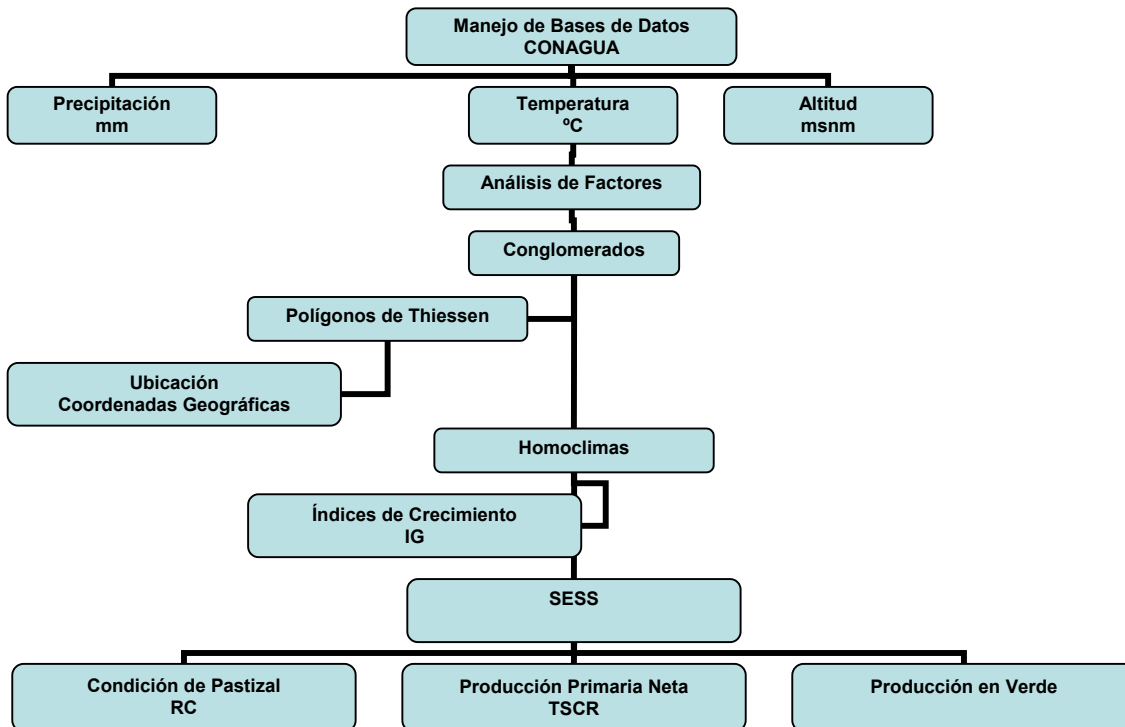 Manejo de Bases de Datos
CONAGUA
Precipitación
mm
Temperatura
ºC
Altitud
msnm
Análisis de Factores
Conglomerados
Polígonos de Thiessen
Ubicación
Coordenadas Geográficas
Homoclimas
Índices de Crecimiento
IG
SESS
Condición de Pastizal
RC
Producción Primaria Neta
TSCR
Producción en Verde